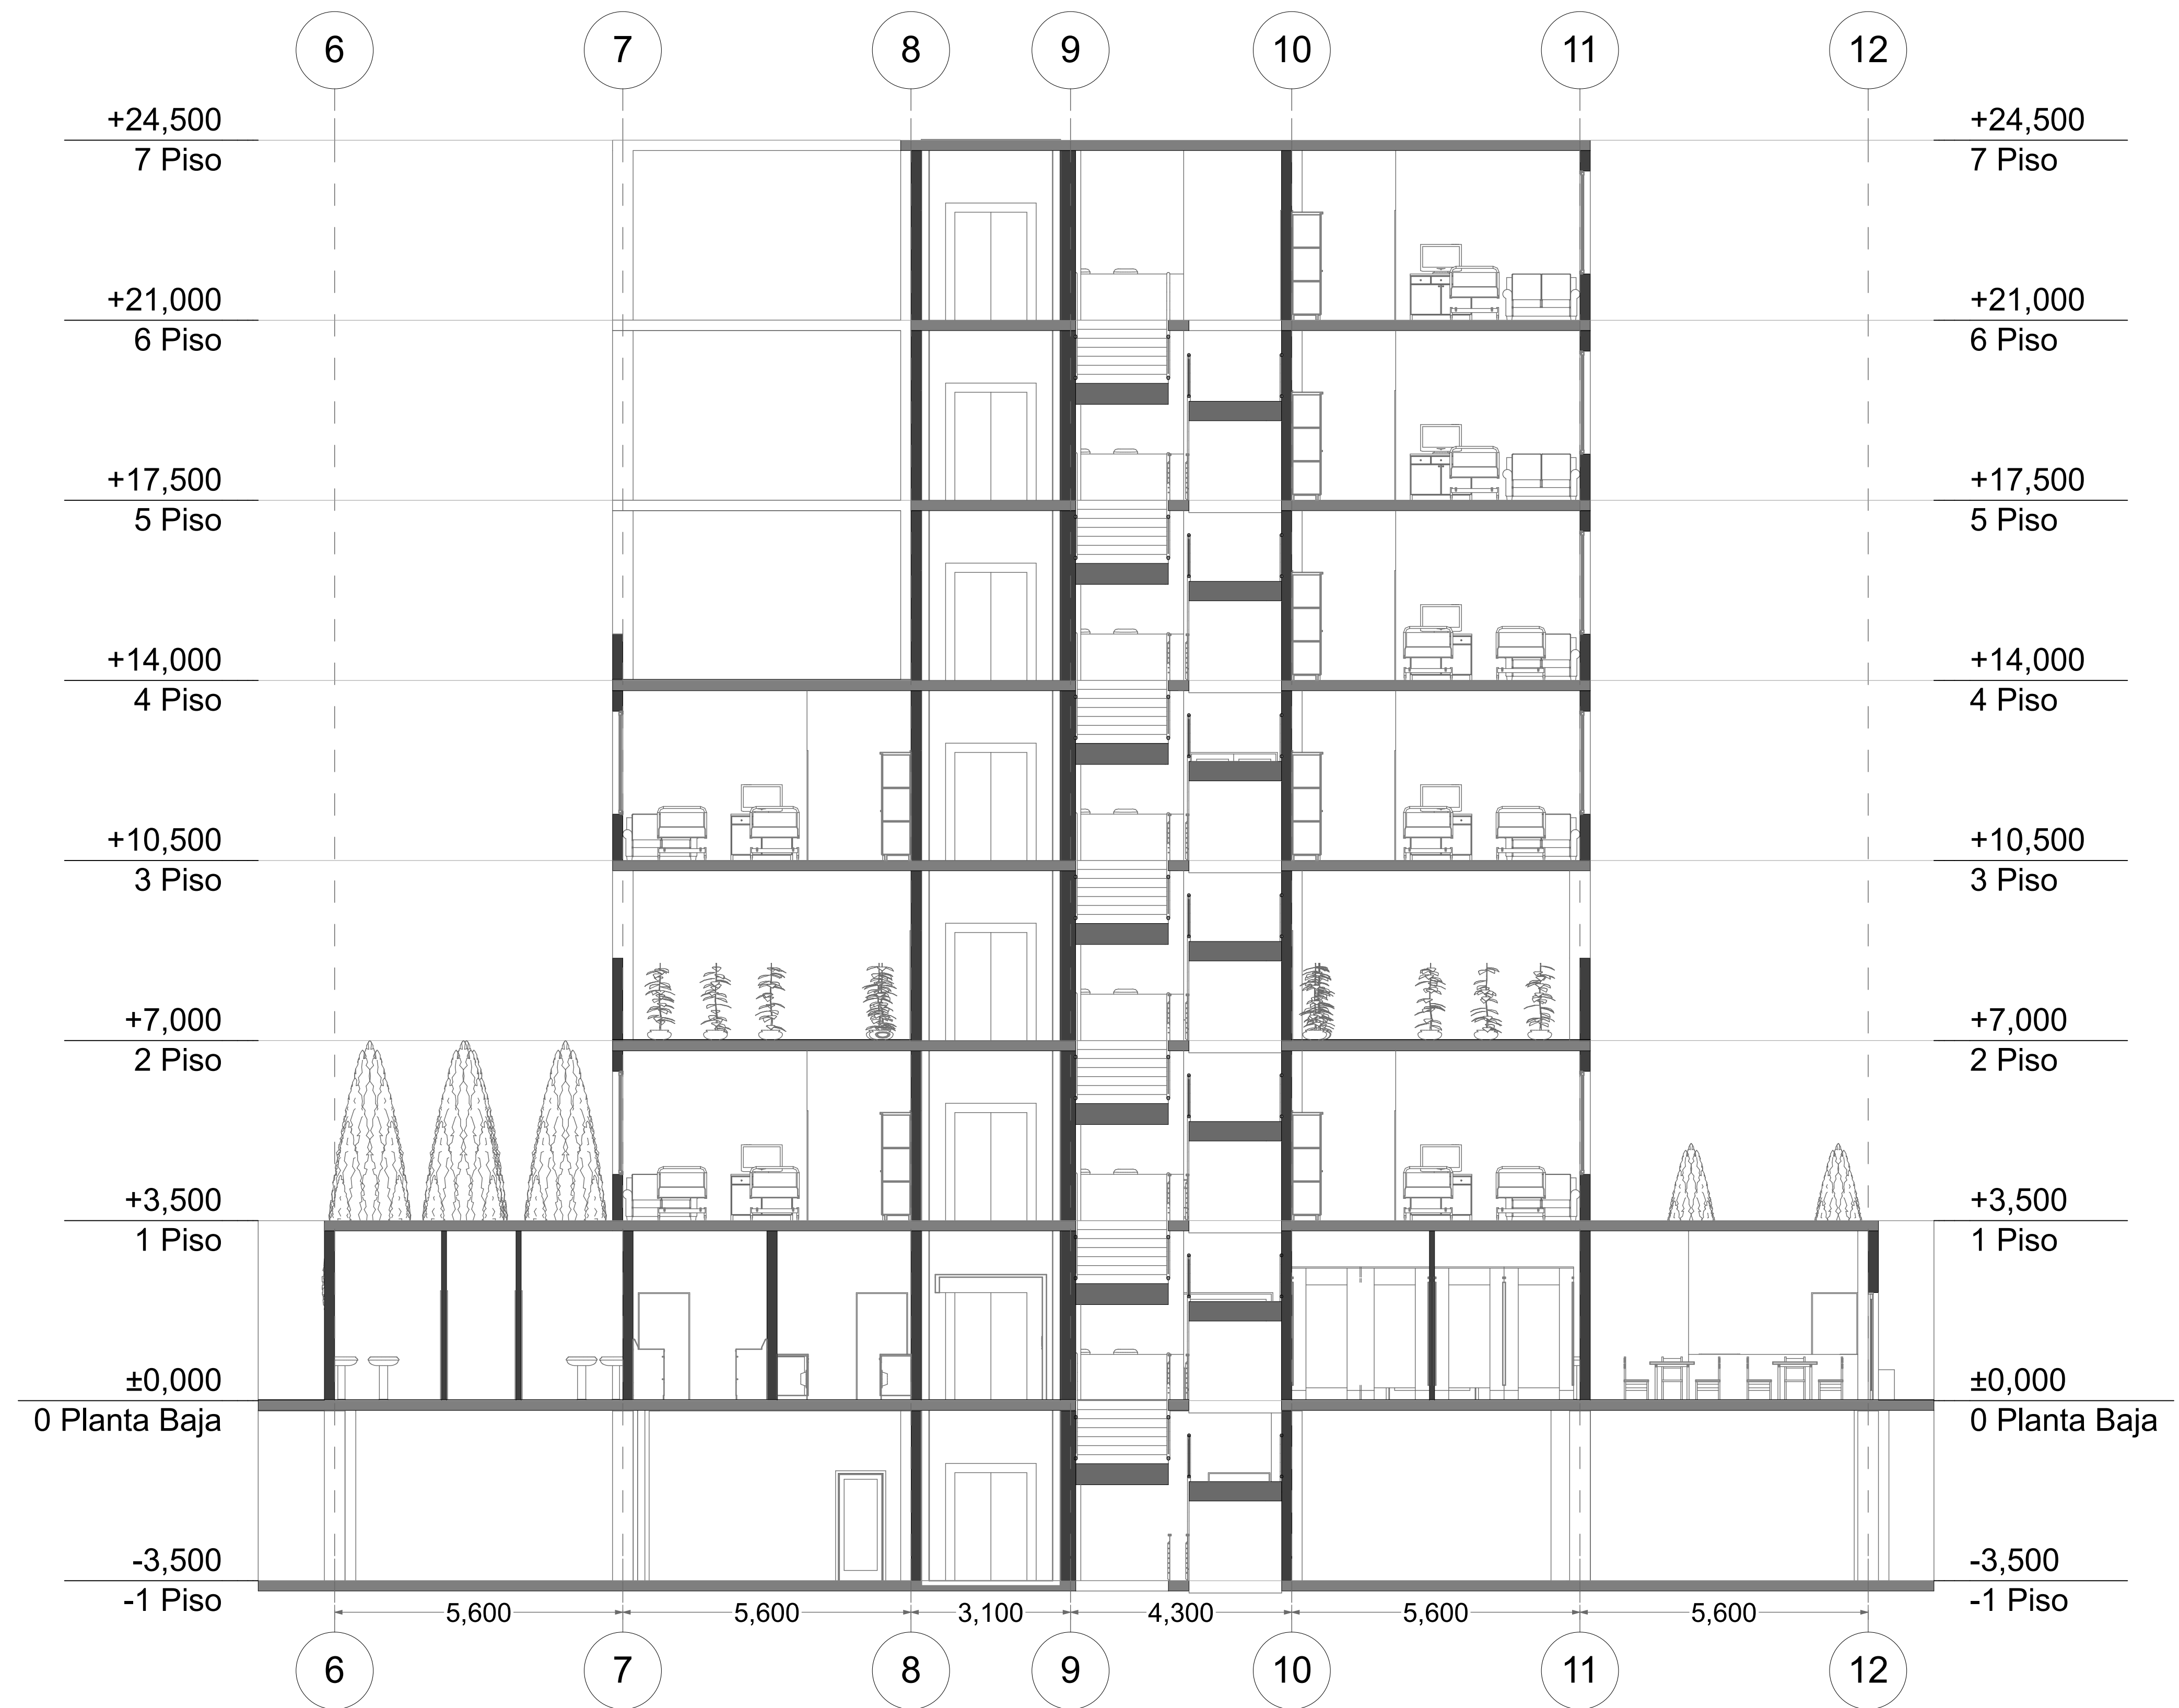 6 7 8 9 10 11 12
+24,500 +24,500
7 Piso 7 Piso
+21,000 +21,000
6 Piso 6 Piso
+17,500 +17,500
5 Piso 5 Piso
+14,000 +14,000
4 Piso 4 Piso
+10,500 +10,500
3 Piso 3 Piso
+7,000 +7,000
2 Piso 2 Piso
+3,500 +3,500
1 Piso 1 Piso
±0,000 ±0,000
0 Planta Baja 0 Planta Baja
-3,500 -3,500
-1 Piso -1 Piso
5,600 5,600 3,100 4,300 5,600 5,600
6 7 8 9 10 11 12